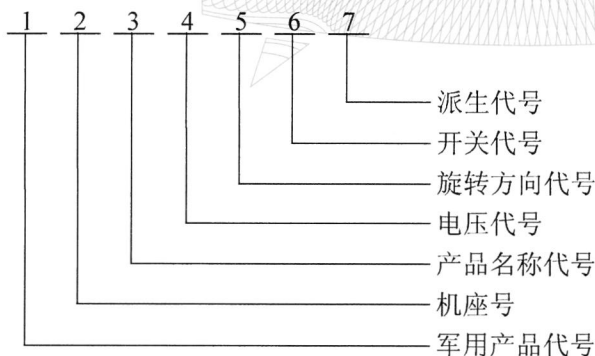 1 2 3 4 5 6 7
派生代号
开关代号
旋转方向代号
电压代号
产品名称代号
机座号
军用产品代号